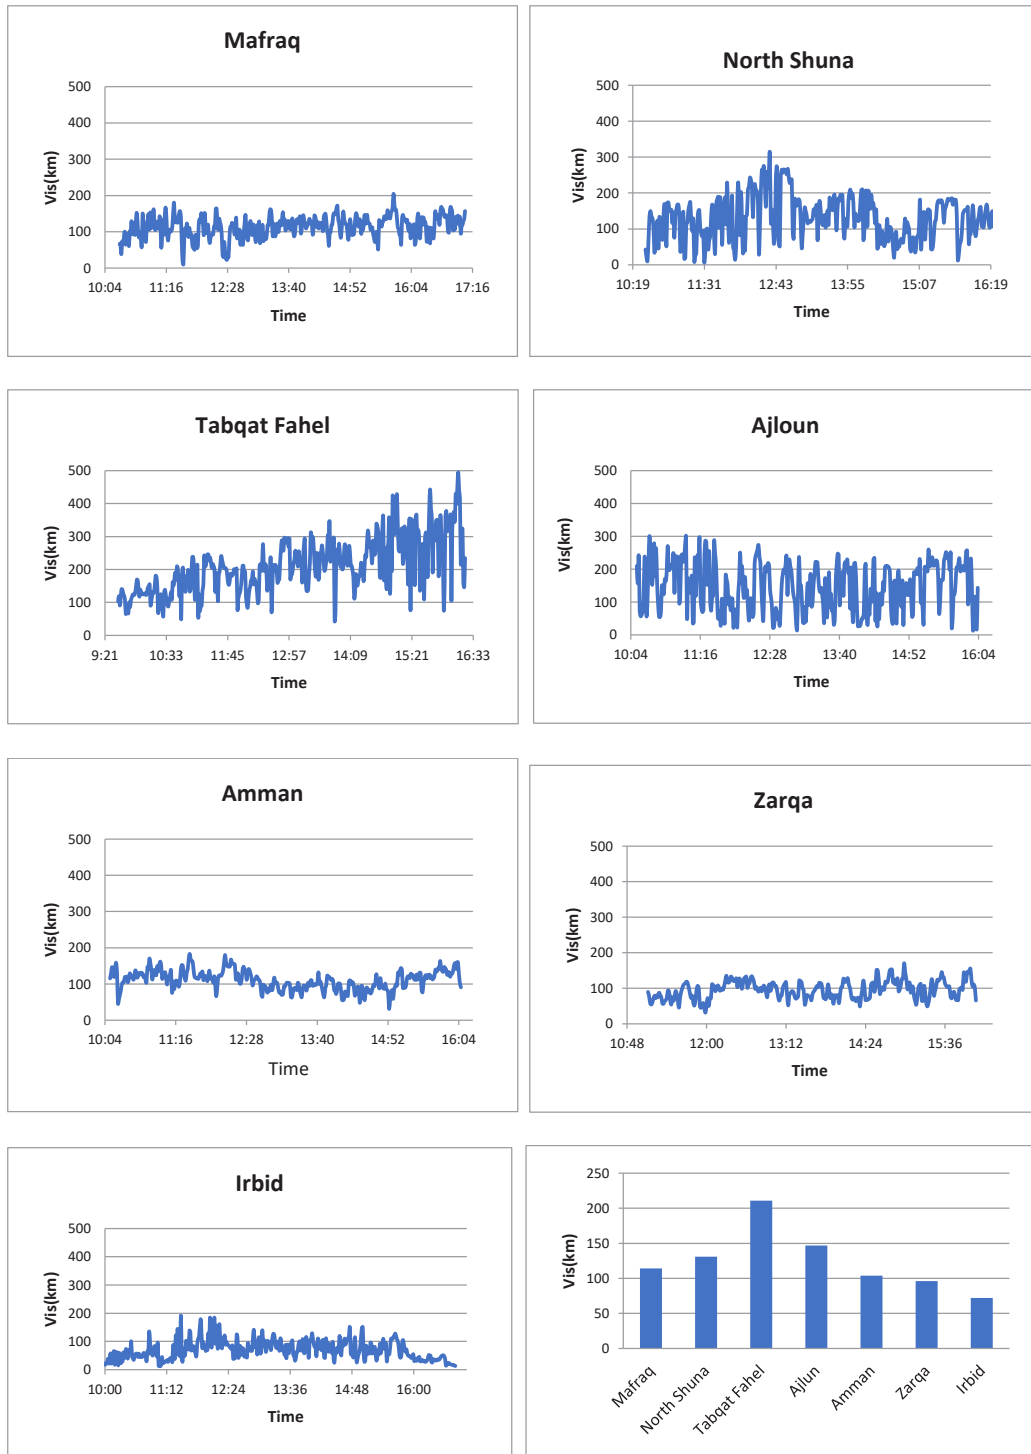 Mafraq
500
400
300
200
100
0
Vis(km)
10:04 11:16 12:28 13:40 14:52 16:04 17:16
Time
North Shuna
500
400
300
200
100
0
Vis(km)
10:19 11:31 12:43 13:55 15:07 16:19
Time
Tabqat Fahel
500
400
300
200
100
0
Vis(km)
9:21 10:33 11:45 12:57 14:09 15:21 16:33
Time
Ajloun
500
400
300
200
100
0
Vis(km)
10:04 11:16 12:28 13:40 14:52 16:04
Time
Amman
500
400
300
200
100
0
Vis(km)
10:04 11:16 12:28 13:40 14:52 16:04
Time
Zarqa
500
400
300
200
100
0
Vis(km)
10:48 12:00 13:12 14:24 15:36
Time
Irbid
500
400
300
200
100
0
Vis(km)
10:00 11:12 12:24 13:36 14:48 16:00
Time
250
200
150
100
50
0
Vis(km)
Mafraq
North Shuna
Tabqat Fahel
Ajlun
Amman
Zarqa
Irbid